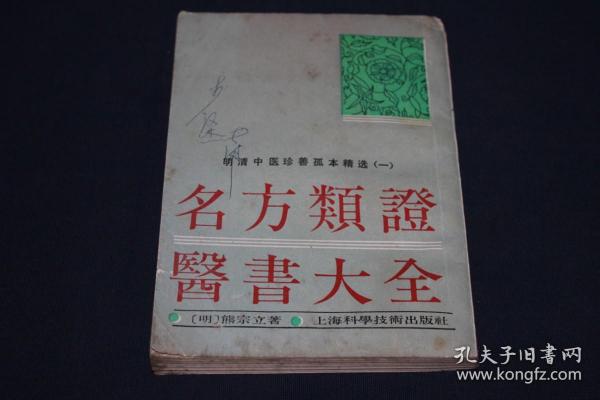 明清中医珍善孤本精选(一)
名方類證
醫書大全
〔明〕熊宗立著 上海科學技術出版社
孔夫子旧书网
www.kongfz.com